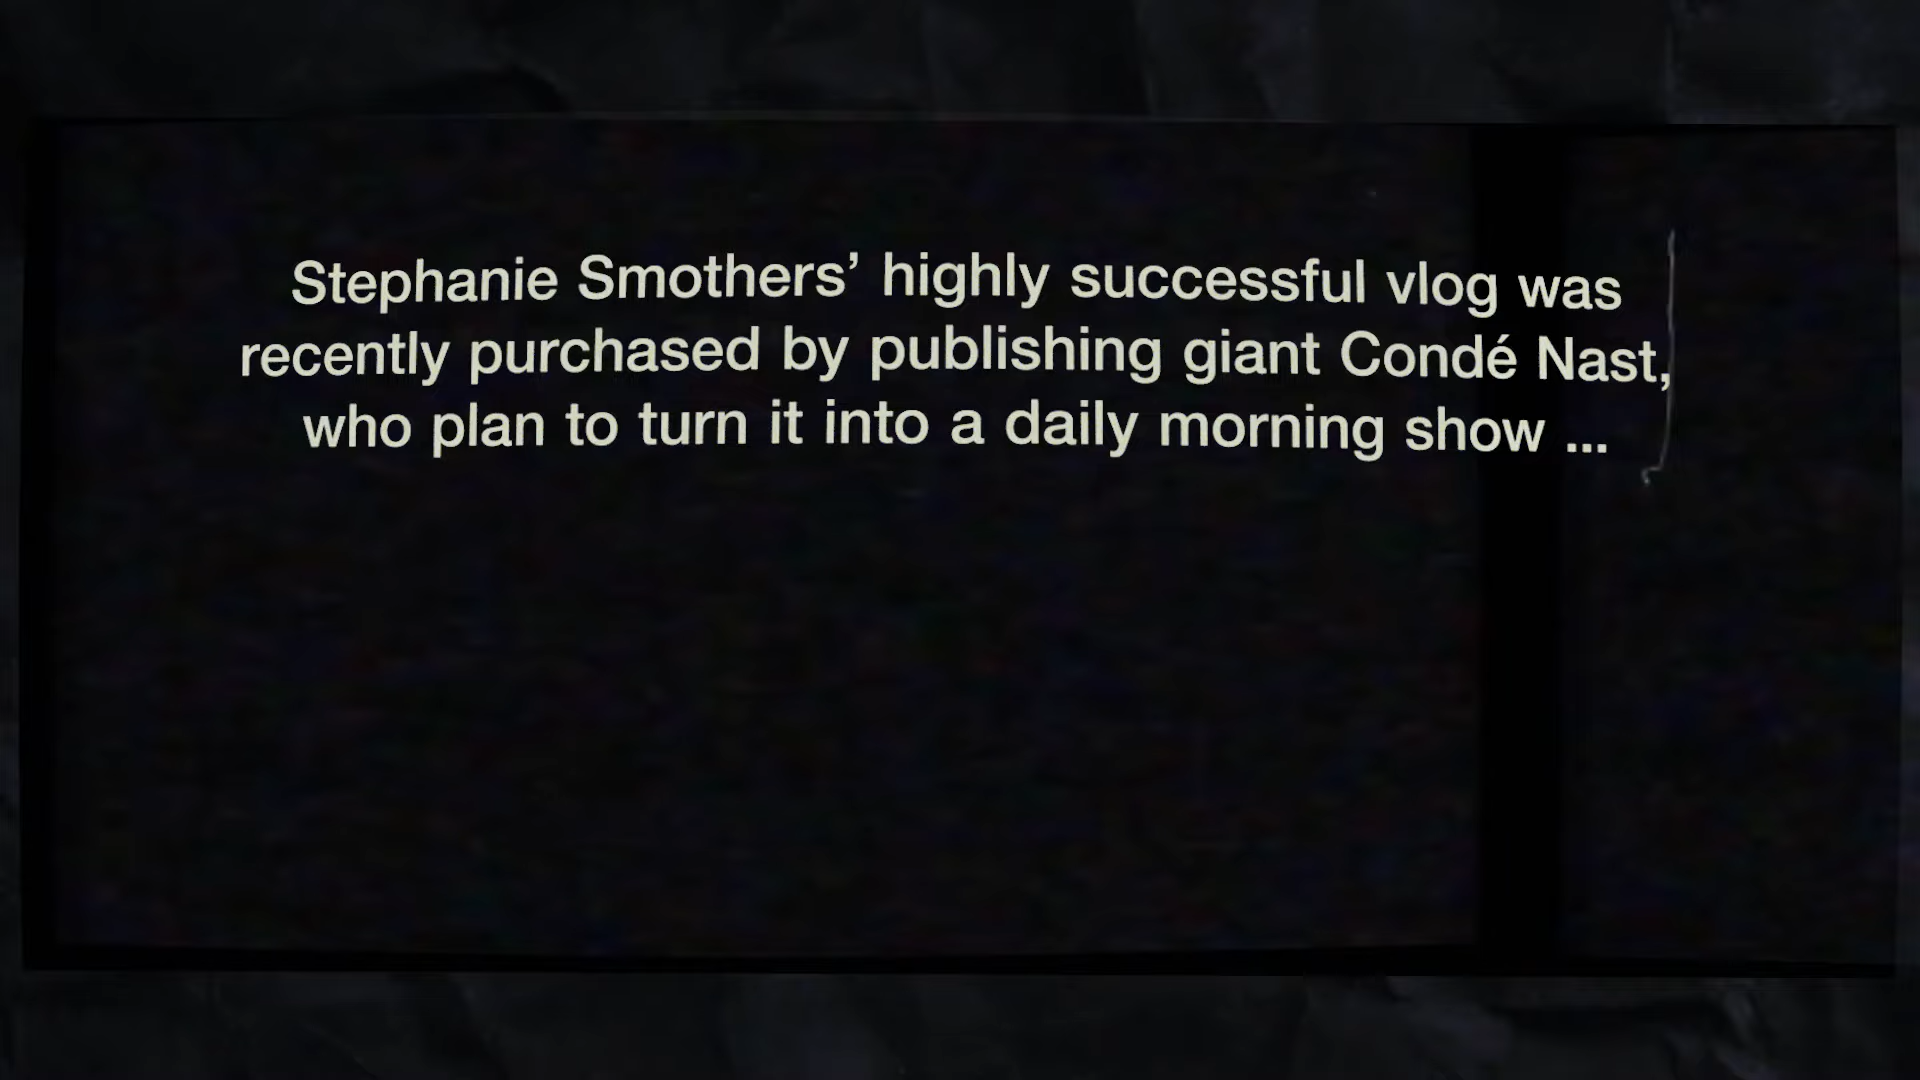 Stephanie Smothers’ highly successful vlog was
recently purchased by publishing giant Condé Nast,
who plan to turn it into a daily morning show ...